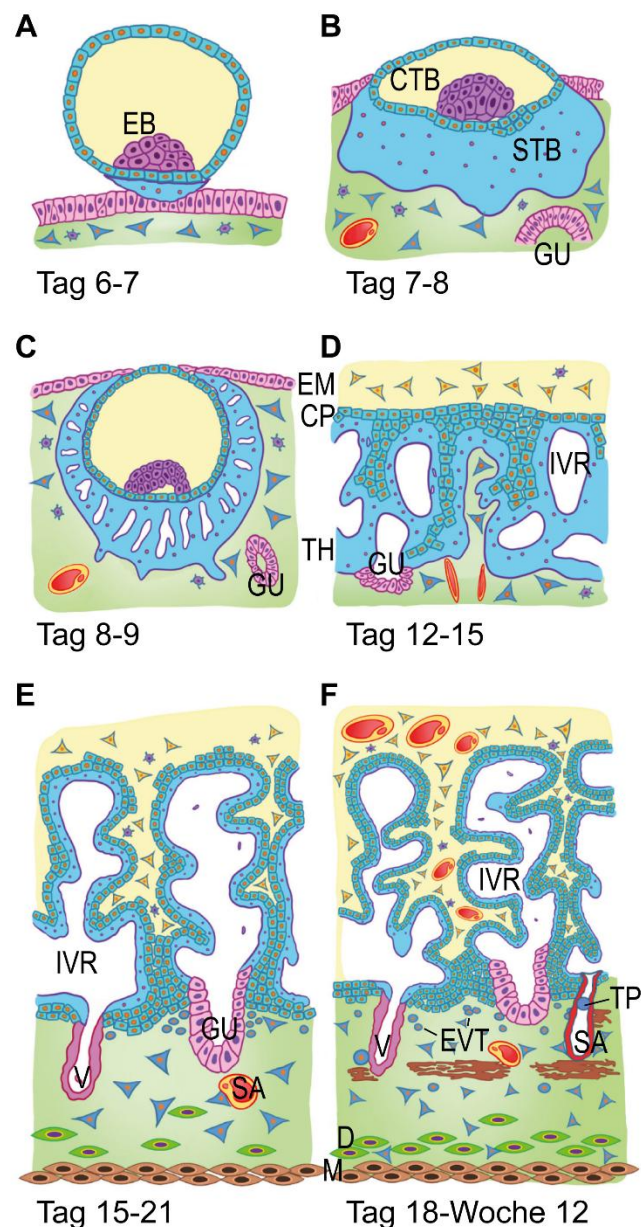 A
EB
Tag 6-7
B
CTB
STB
GU
Tag 7-8
C
GU
Tag 8-9
D
EM
CP
IVR
TH
GU
Tag 12-15
E
IVR
GU
V
SA
Tag 15-21
F
IVR
TP
EVT
V
SA
D
M
Tag 18-Woche 12